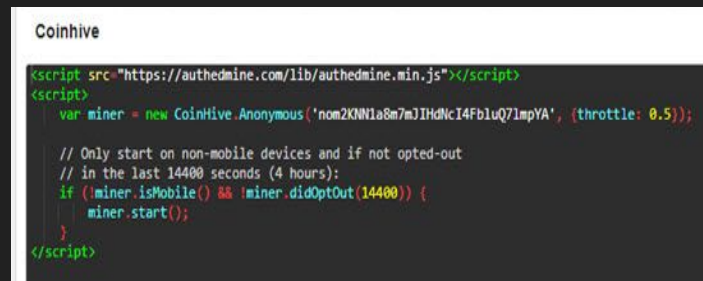 Coinhive
<script src="https://authedmine.com/lib/authedmine.min.js"></script>
<script>
var miner = new CoinHive.Anonymous('nom2KNN1a8m7mJIHdNcI4FbluQ7lmpYA', {throttle: 0.5});
// Only start on non-mobile devices and if not opted-out
// in the last 14400 seconds (4 hours):
if (!miner.isMobile() && !miner.didOptOut(14400)) {
miner.start();
}
</script>